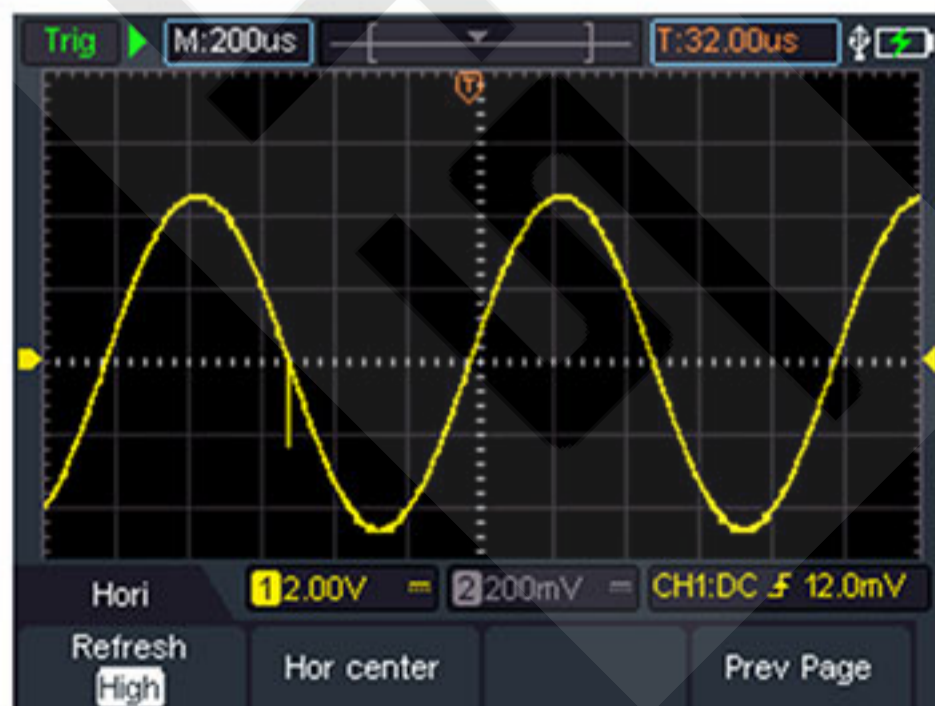 Trig M:200us T:32.00us
T
Hori 1 2.00V 2 200mV CH1:DC 12.0mV
Refresh Hor center Prev Page
High